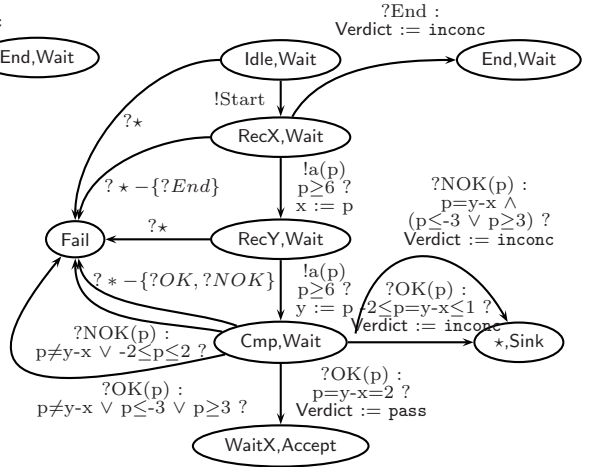 :
?End :
Verdict := inconc
End,Wait
Idle,Wait
End,Wait
!Start
?⋆
RecX,Wait
?⋆−{?End}
!a(p)
p≥6 ?
x := p
?NOK(p) :
p=y-x ∧
(p≤-3 ∨ p≥3) ?
Verdict := inconc
?⋆
Fail
RecY,Wait
?∗−{?OK, ?NOK}
!a(p)
p≥6 ?
y := p
?OK(p) :
-2≤p=y-x≤1 ?
Verdict := inconc
?NOK(p) :
p≠y-x ∨ -2≤p≤2 ?
Cmp,Wait
⋆,Sink
?OK(p) :
p≠y-x ∨ p≤-3 ∨ p≥3 ?
?OK(p) :
p=y-x=2 ?
Verdict := pass
WaitX,Accept